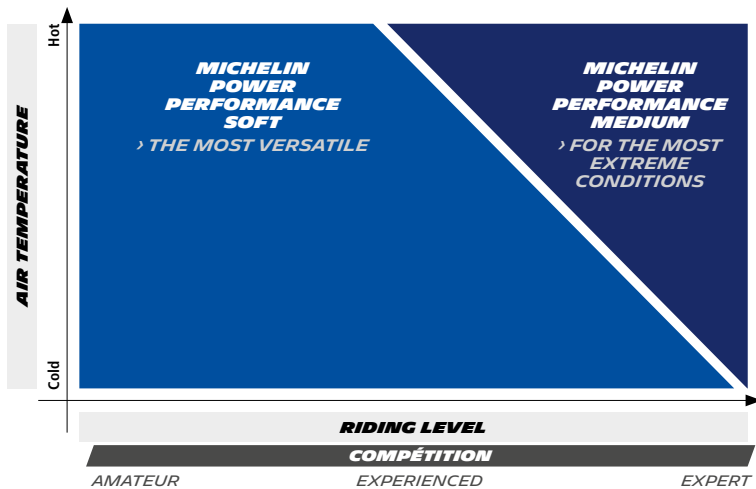 Hot
AIR TEMPERATURE
Cold
MICHELIN
POWER
PERFORMANCE
SOFT
› THE MOST VERSATILE
MICHELIN
POWER
PERFORMANCE
MEDIUM
› FOR THE MOST
EXTREME
CONDITIONS
RIDING LEVEL
COMPÉTITION
AMATEUR
EXPERIENCED
EXPERT